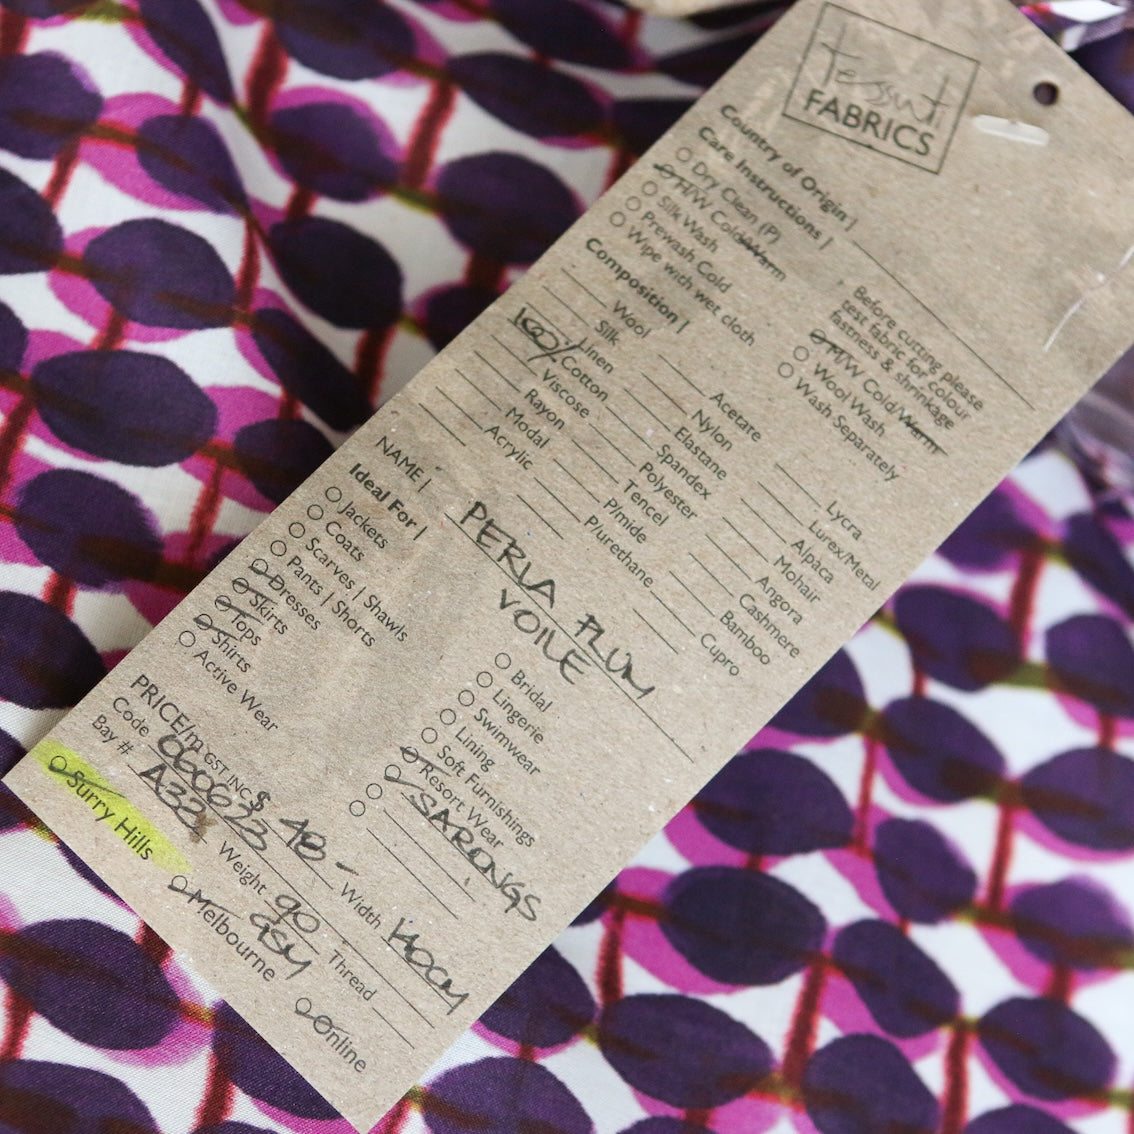 Tessuti
FABRICS
Country of Origin |
Care Instructions |
Dry Clean (P)
H/W Cold/Warm
Silk Wash
Prewash Cold
Wipe with wet cloth
Before cutting please
test fabric for colour
fastness & shrinkage
M/W Cold/Warm
Wool Wash
Wash Separately
Composition |
Wool
Silk
Linen
100% Cotton
Viscose
Rayon
Modal
Acrylic
Acetare
Nylon
Elastane
Spandex
Polyester
Tencel
P/mide
P/urethane
Lycra
Lurex/Metal
Alpaca
Mohair
Angora
Cashmere
Bamboo
Cupro
NAME | PERLA PLUM
VOILE
Ideal For |
Jackets
Coats
Scarves | Shawls
Pants | Shorts
Dresses
Skirts
Tops
Shirts
Active Wear
Bridal
Lingerie
Swimwear
Lining
Soft Furnishings
Resort Wear
SARONGS
PRICE/m GST INC $ 48 -
Width 140CM
Code 060633
Weight 90
GSM
Thread
Bay # A32
Surry Hills
Melbourne
Online